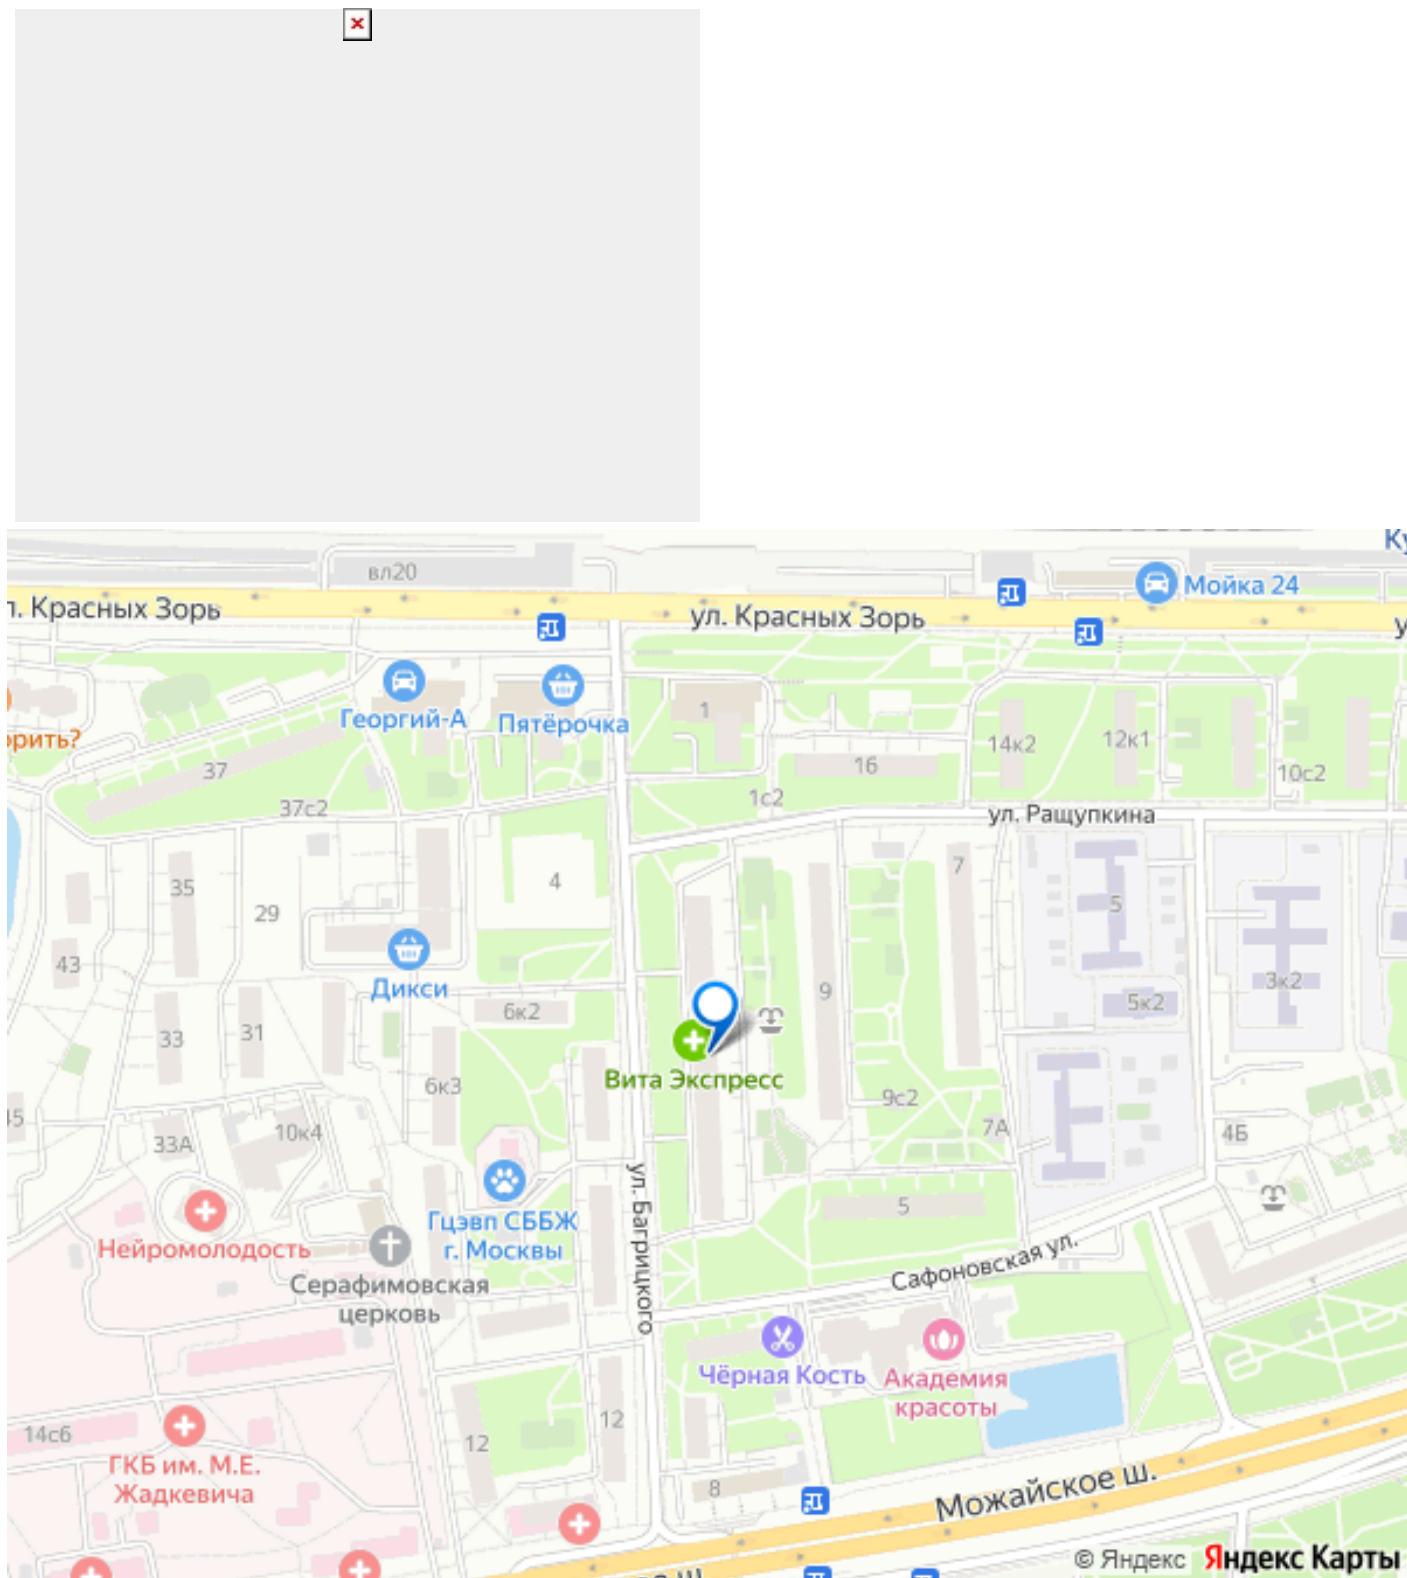 Ку
вл20
Мойка 24
л. Красных Зорь
ул. Красных Зорь
у
Георгий-А
Пятёрочка
1
орить?
14к2
12к1
37
16
10с2
37с2
1с2
ул. Ращупкина
7
35
4
5
29
43
9
3к2
Дикси
6к2
5к2
33
31
Вита Экспресс
6к3
9с2
45
33А
10к4
7А
4Б
ул. Багрицкого
5
Гцэвп СББЖ
г. Москвы
Нейромолодость
Серафимовская
церковь
Сафоновская ул.
Чёрная Кость
Академия
красоты
14с6
12
12
ГКБ им. М.Е.
Жадкевича
8
Можайское ш.
© Яндекс Яндекс Карты